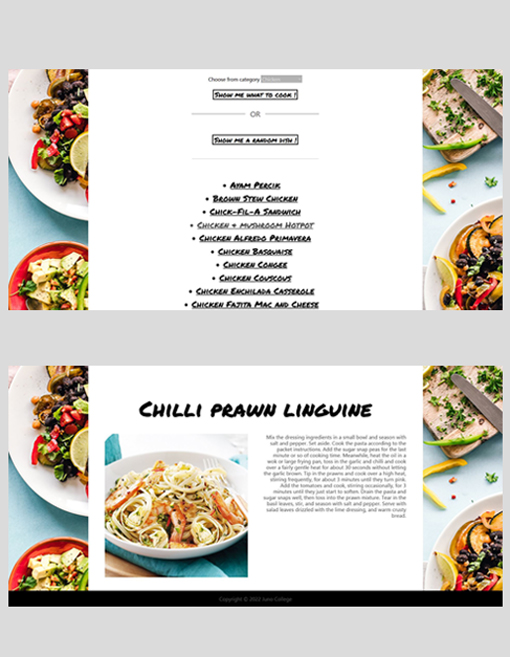 Choose from category Chicken
Show me what to cook !
OR
Show me a random dish !
• Ayam Percik
• Brown Stew Chicken
• Chick-Fil-A Sandwich
• Chicken & mushroom Hotpot
• Chicken Alfredo Primavera
• Chicken Basquaise
• Chicken Congee
• Chicken Couscous
• Chicken Enchilada Casserole
• Chicken Fajita Mac and Cheese
Chilli prawn linguine
Mix the dressing ingredients in a small bowl and season with
salt and pepper. Set aside. Cook the pasta according to the
packet instructions. Add the sugar snap peas for the last
minute or so of cooking time. Meanwhile, heat the oil in a
wok or large frying pan, toss in the garlic and chilli and cook
over a fairly gentle heat for about 30 seconds without letting
the garlic brown. Tip in the prawns and cook over a high heat,
stirring frequently, for about 3 minutes until they turn pink.
Add the tomatoes and cook, stirring occasionally, for 3
minutes until they just start to soften. Drain the pasta and
sugar snaps well, then toss into the prawn mixture. Tear in the
basil leaves, stir, and season with salt and pepper. Serve with
salad leaves drizzled with the lime dressing, and warm crusty
bread.
Copyright © 2022 Juno College